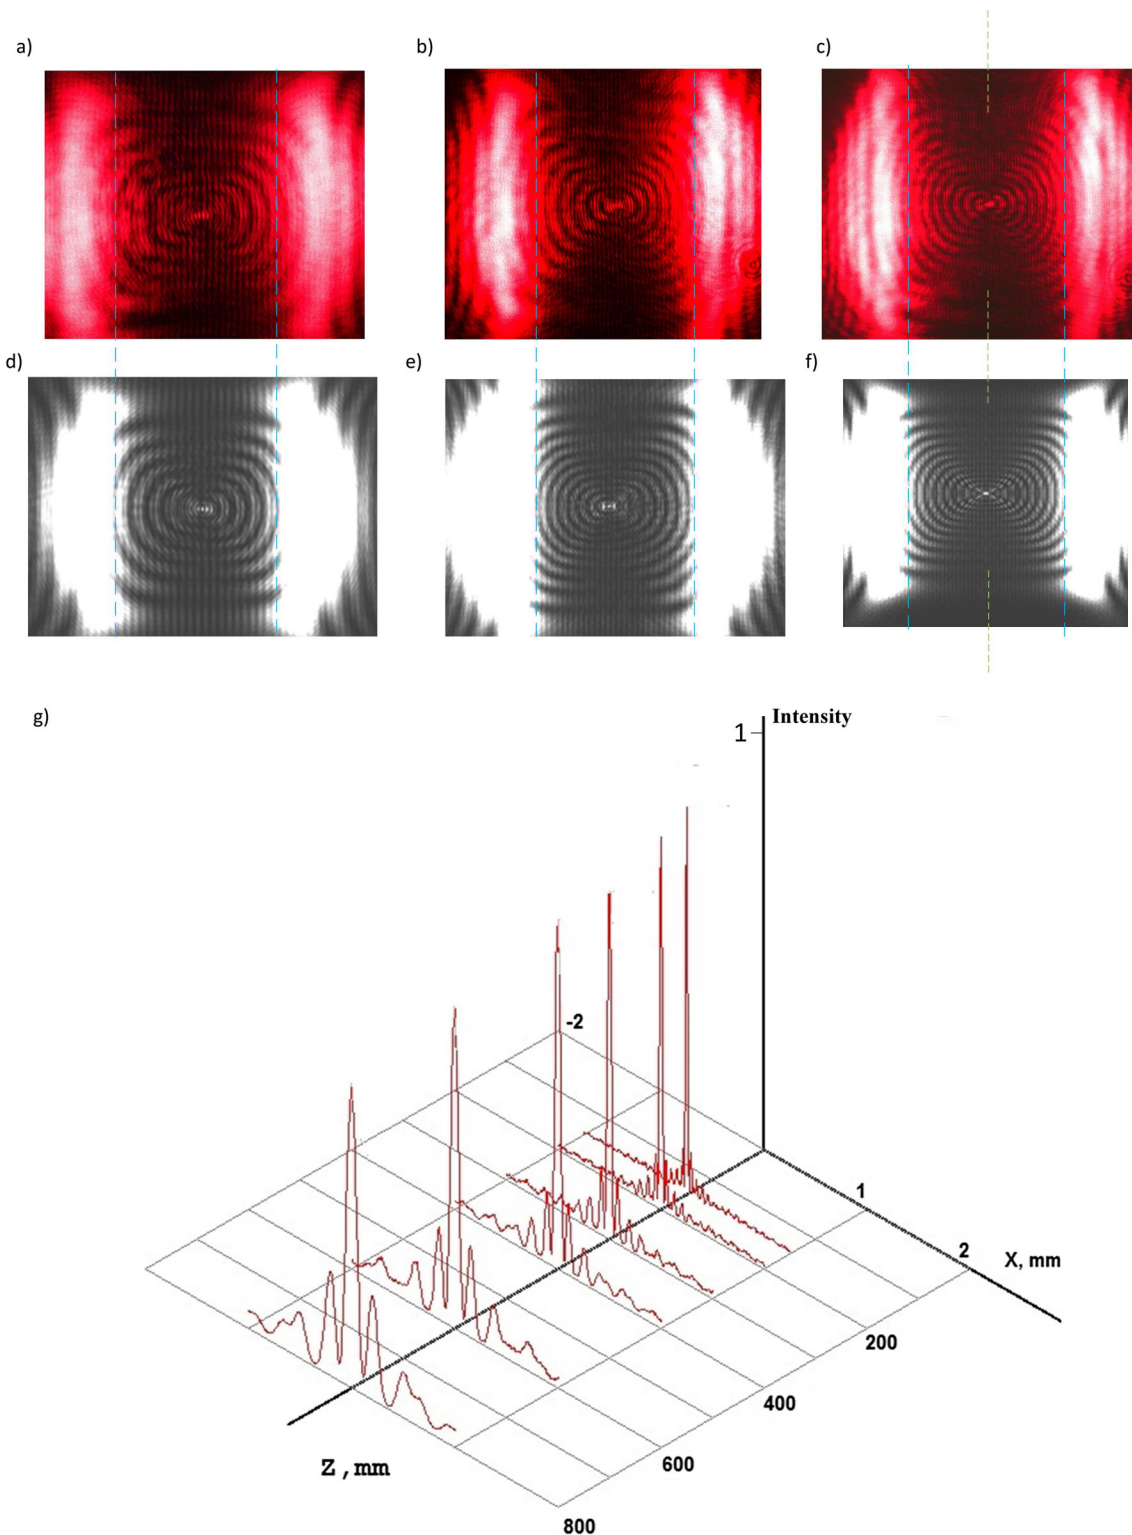 a)
b)
c)
d)
e)
f)
g)
Intensity
1
-2
1
2
X, mm
200
400
600
800
Z , mm